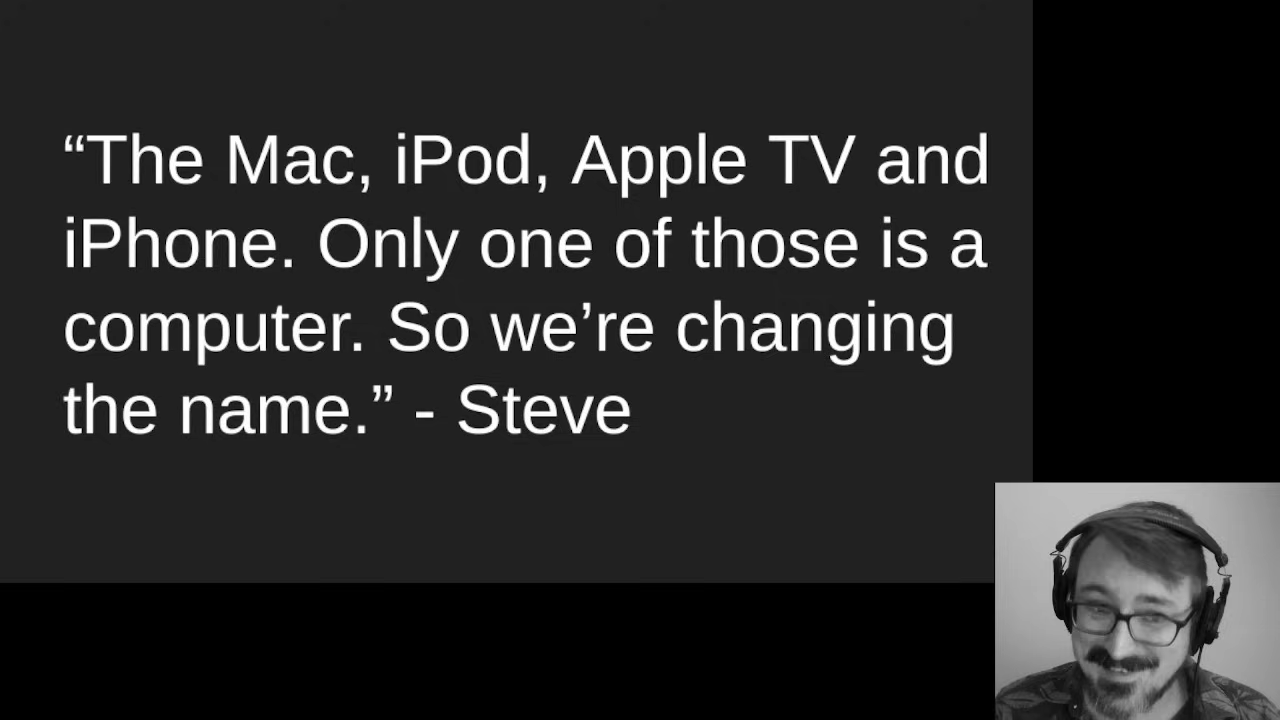 “The Mac, iPod, Apple TV and
iPhone. Only one of those is a
computer. So we’re changing
the name.” - Steve